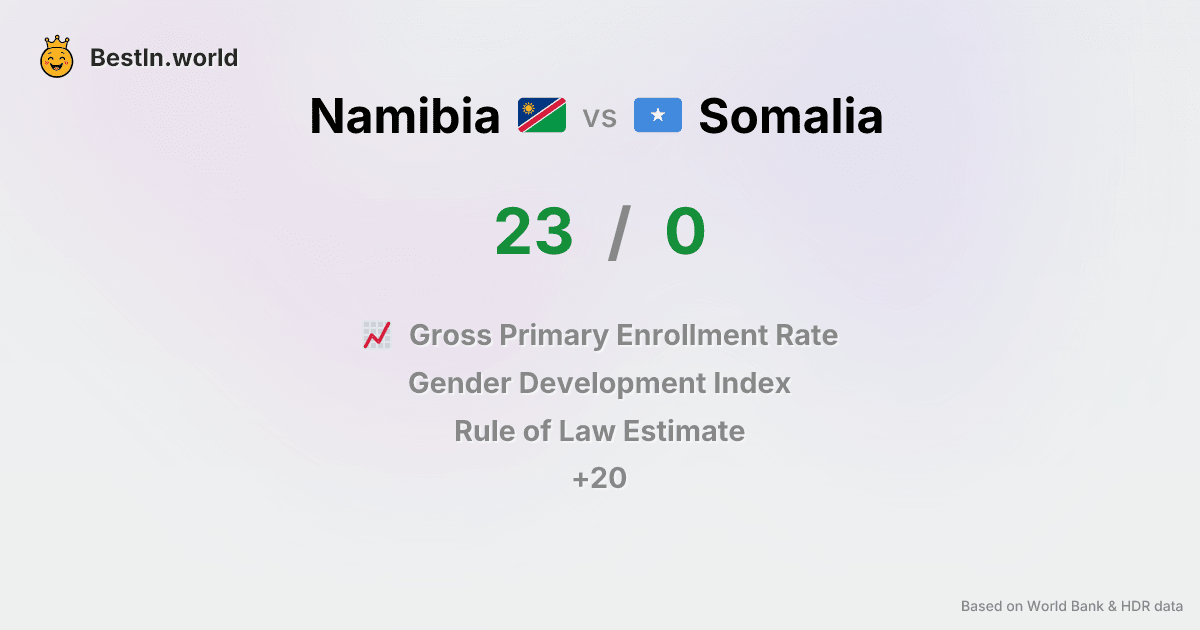 BestIn.world
Namibia vs Somalia
23 / 0
Gross Primary Enrollment Rate
Gender Development Index
Rule of Law Estimate
+20
Based on World Bank & HDR data